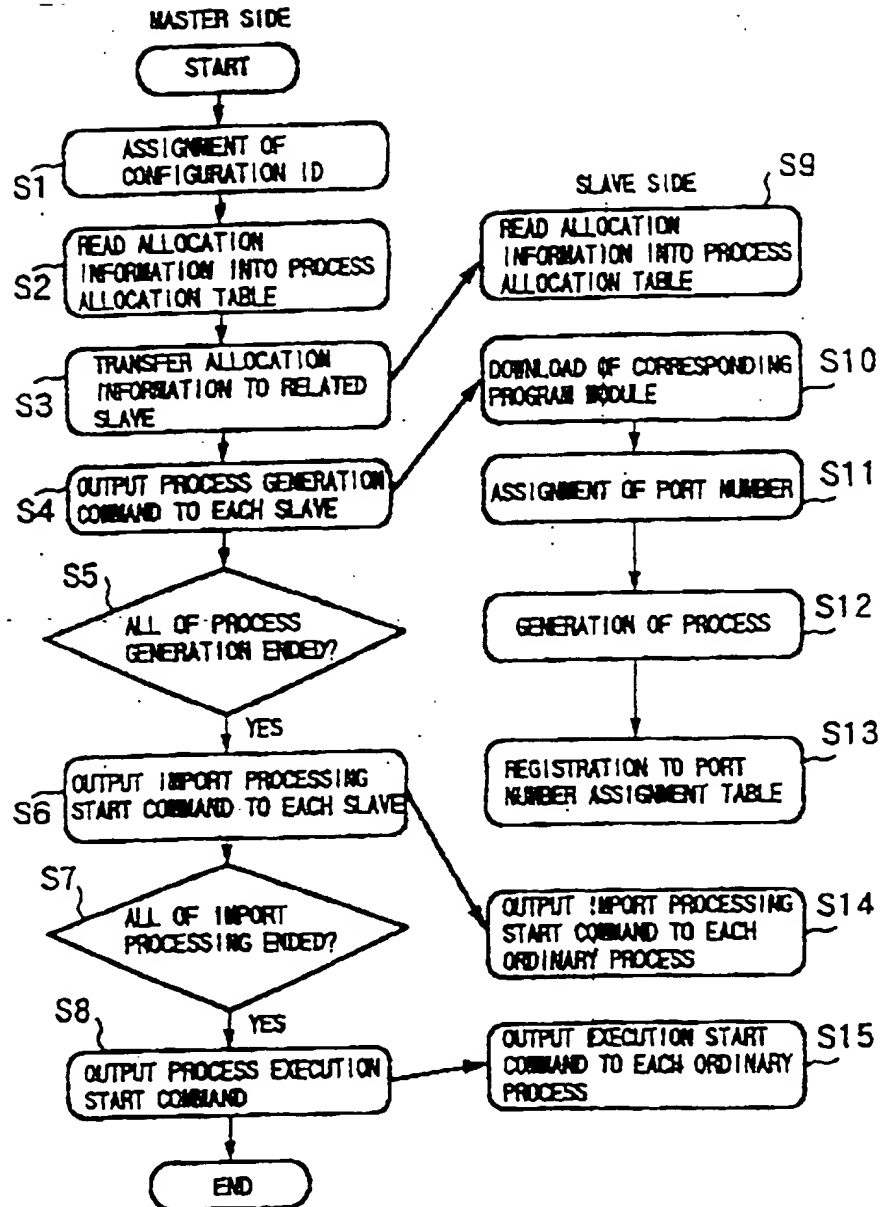 MASTER SIDE
START
S1
ASSIGNMENT OF
CONFIGURATION ID
S2
READ ALLOCATION
INFORMATION INTO PROCESS
ALLOCATION TABLE
S3
TRANSFER ALLOCATION
INFORMATION TO RELATED
SLAVE
S4
OUTPUT PROCESS GENERATION
COMMAND TO EACH SLAVE
S5
ALL OF PROCESS
GENERATION ENDED?
YES
S6
OUTPUT IMPORT PROCESSING
START COMMAND TO EACH SLAVE
S7
ALL OF IMPORT
PROCESSING ENDED?
YES
S8
OUTPUT PROCESS EXECUTION
START COMMAND
END
SLAVE SIDE
S9
READ ALLOCATION
INFORMATION INTO PROCESS
ALLOCATION TABLE
S10
DOWNLOAD OF CORRESPONDING
PROGRAM MODULE
S11
ASSIGNMENT OF PORT NUMBER
S12
GENERATION OF PROCESS
S13
REGISTRATION TO PORT
NUMBER ASSIGNMENT TABLE
S14
OUTPUT IMPORT PROCESSING
START COMMAND TO EACH
ORDINARY PROCESS
S15
OUTPUT EXECUTION START
COMMAND TO EACH ORDINARY
PROCESS